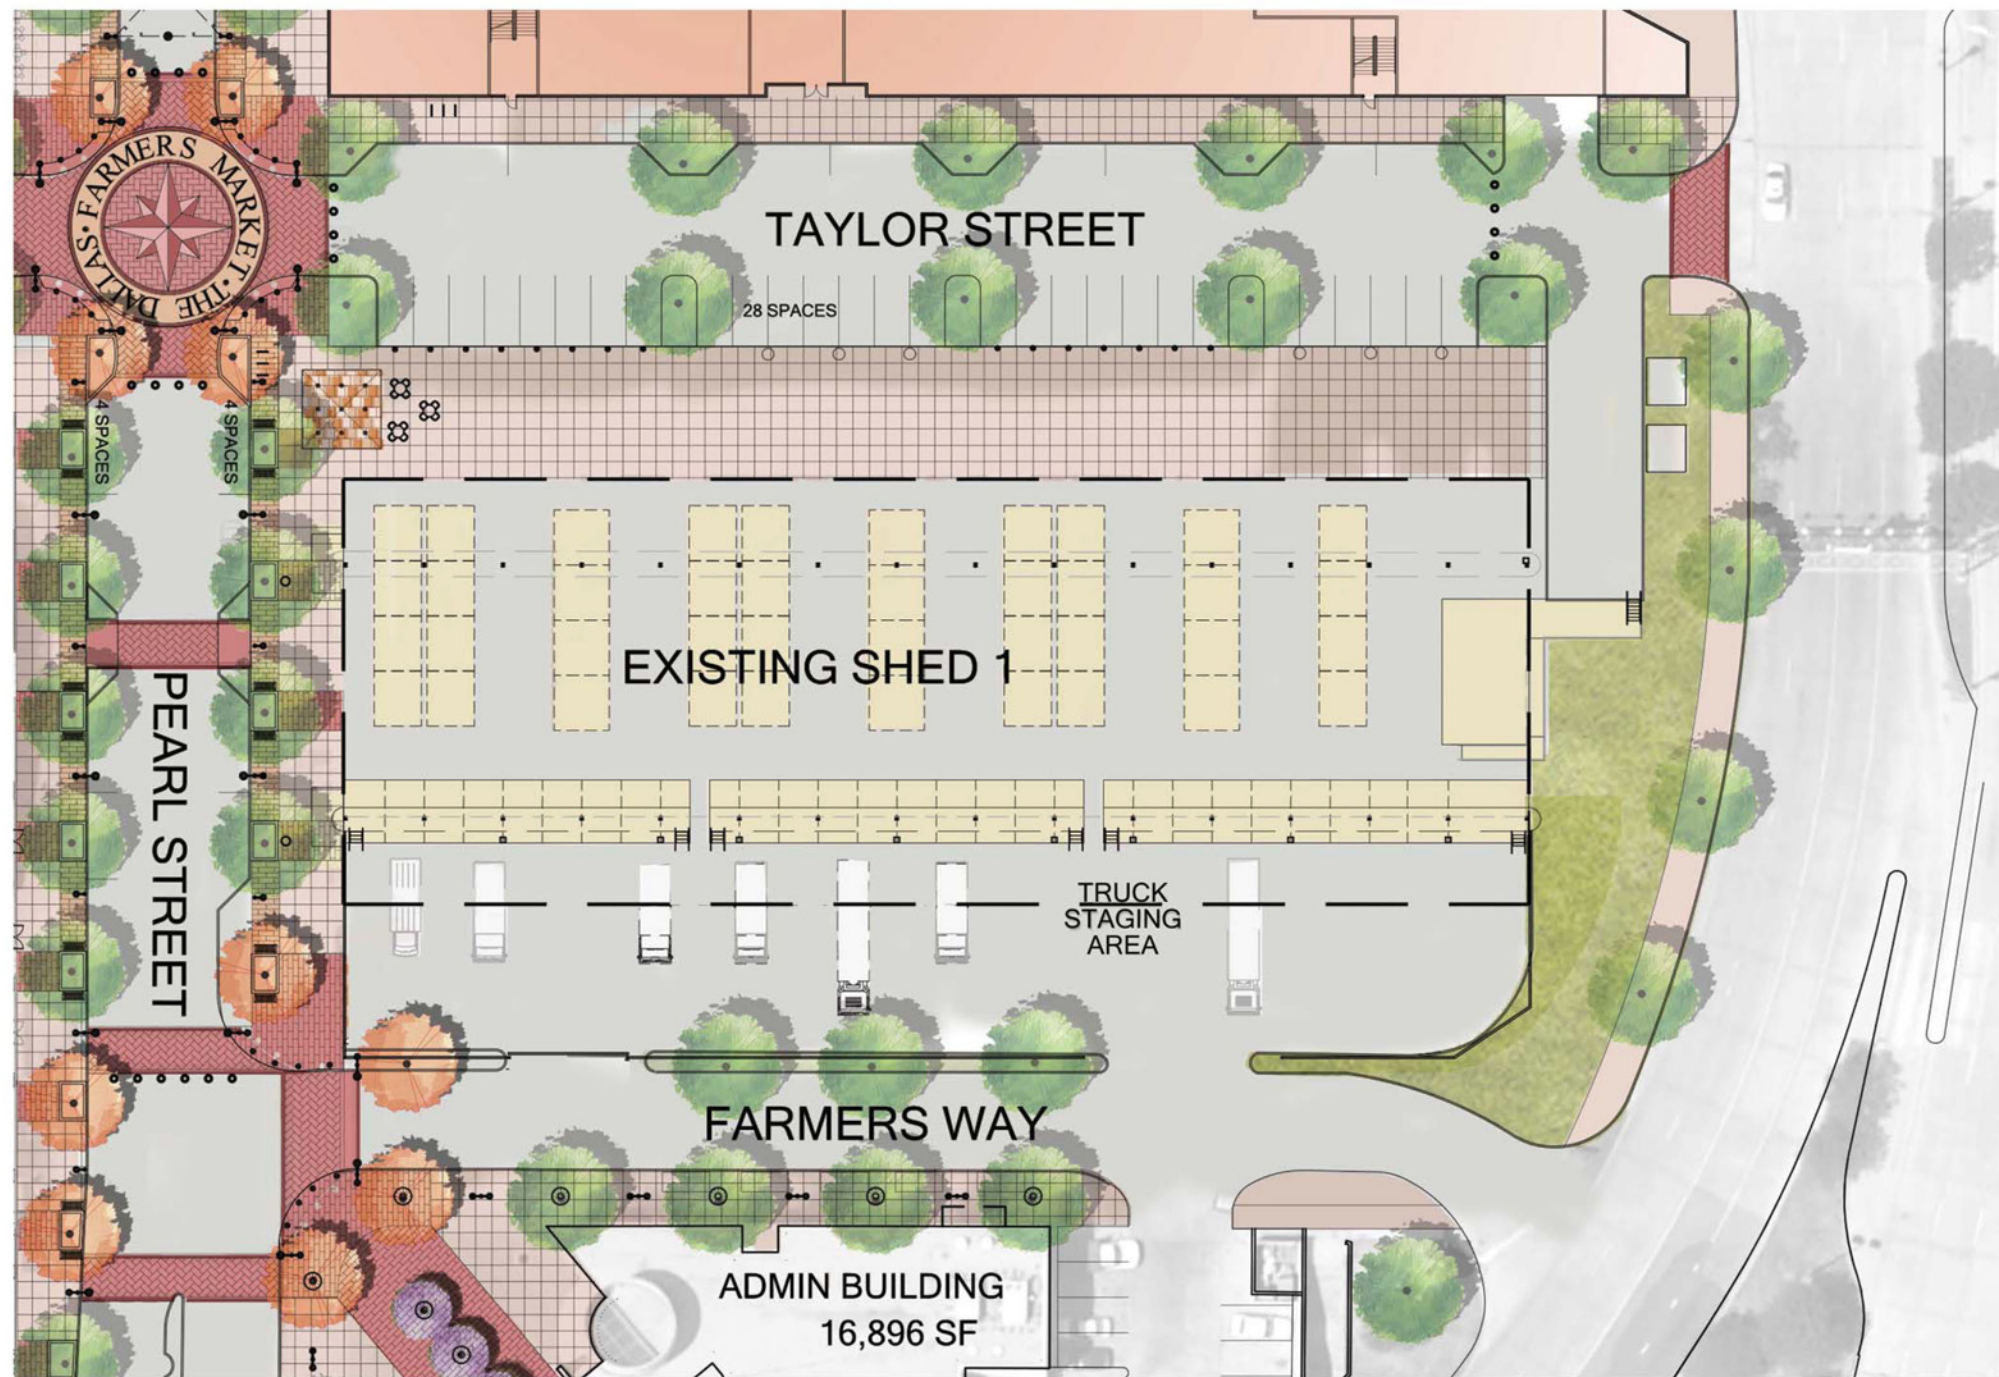 THE DALLAS FARMERS MARKET
TAYLOR STREET
28 SPACES
4 SPACES
4 SPACES
EXISTING SHED 1
PEARL STREET
TRUCK
STAGING
AREA
FARMERS WAY
ADMIN BUILDING
16,896 SF